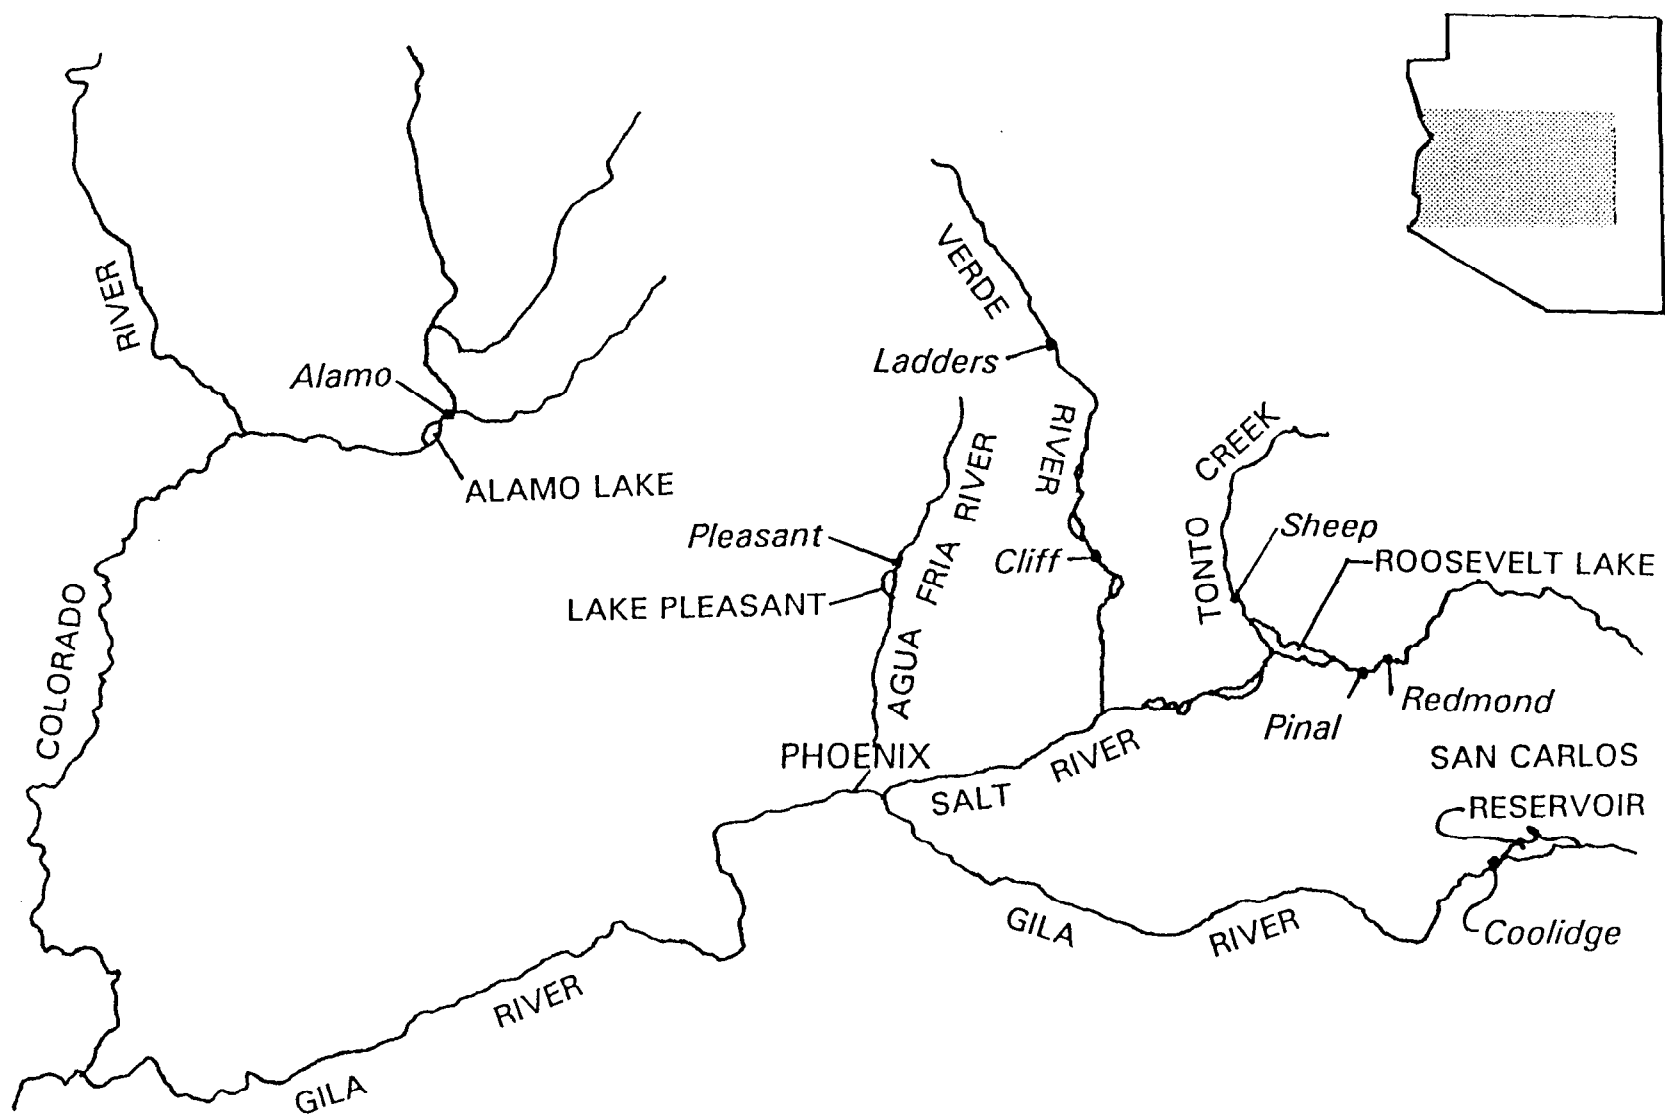 VERDE
RIVER
Ladders
RIVER
Alamo
ALAMO LAKE
CREEK
TONTO
Sheep
ROOSEVELT LAKE
Pleasant
LAKE PLEASANT
AGUA FRIA RIVER
Cliff
COLORADO
Redmond
Pinal
PHOENIX
SALT RIVER
SAN CARLOS
RESERVOIR
GILA RIVER
Coolidge
GILA RIVER